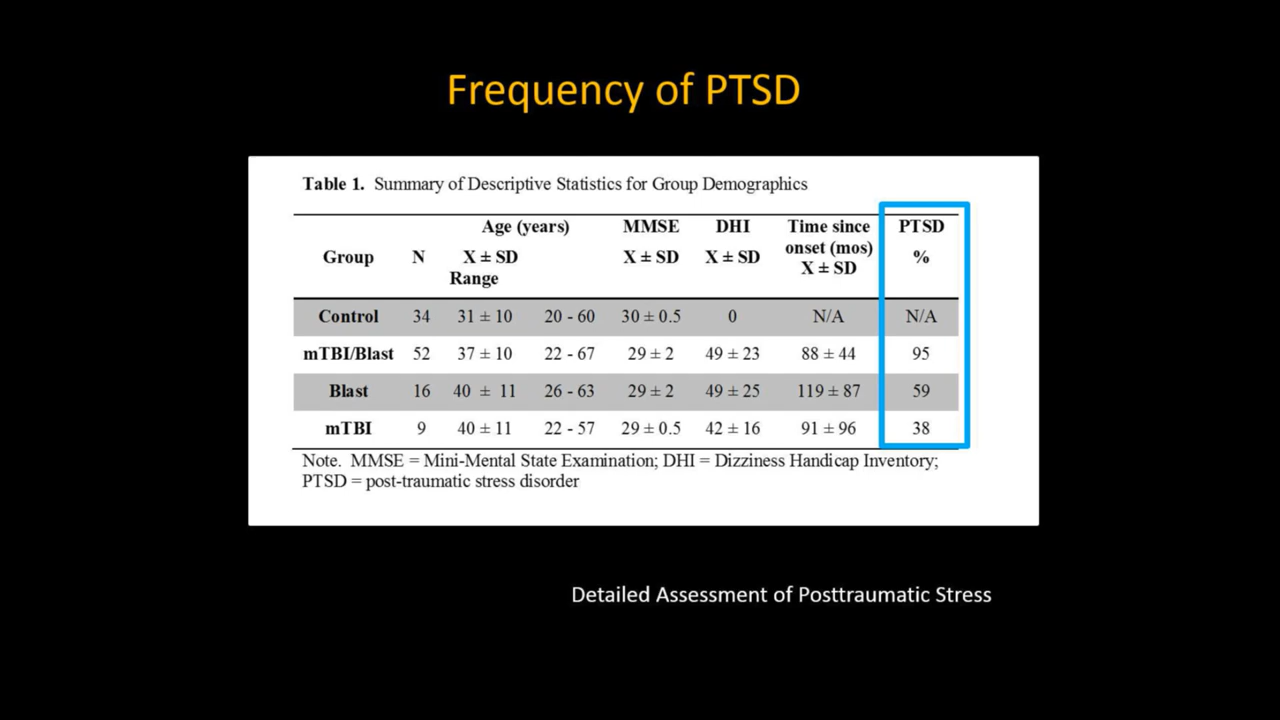 Frequency of PTSD
Table 1. Summary of Descriptive Statistics for Group Demographics
Age (years) MMSE DHI Time since PTSD
Group N X ± SD X ± SD X ± SD onset (mos) %
Range X ± SD
Control 34 31 ± 10 20 - 60 30 ± 0.5 0 N/A N/A
mTBI/Blast 52 37 ± 10 22 - 67 29 ± 2 49 ± 23 88 ± 44 95
Blast 16 40 ± 11 26 - 63 29 ± 2 49 ± 25 119 ± 87 59
mTBI 9 40 ± 11 22 - 57 29 ± 0.5 42 ± 16 91 ± 96 38
Note. MMSE = Mini-Mental State Examination; DHI = Dizziness Handicap Inventory;
PTSD = post-traumatic stress disorder
Detailed Assessment of Posttraumatic Stress